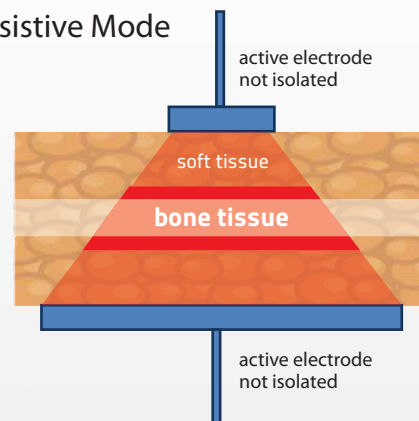 sistive Mode
active electrode
not isolated
soft tissue
bone tissue
active electrode
not isolated